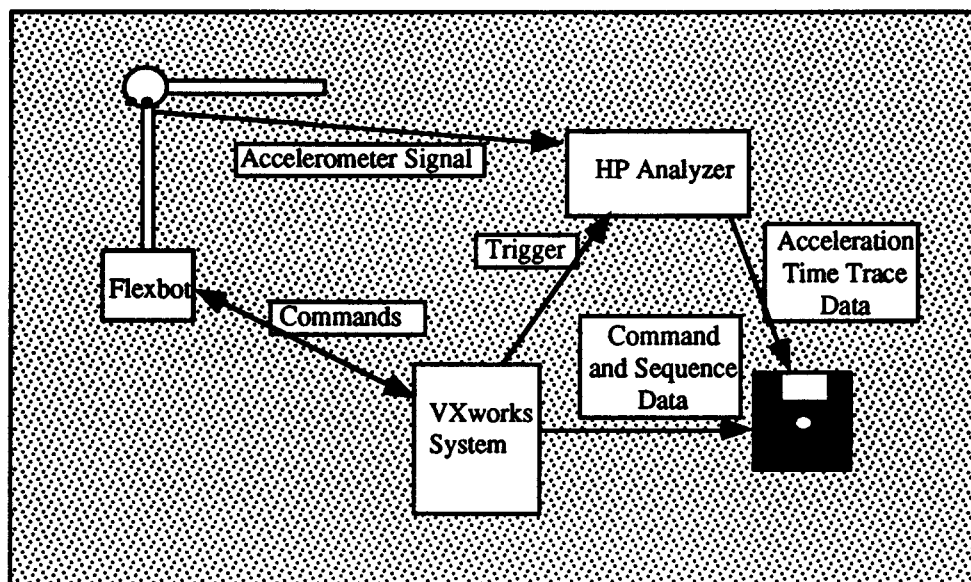 Accelerometer Signal
HP Analyzer
Trigger
Acceleration
Time Trace
Data
Flexbot
Commands
Command
and Sequence
Data
VXworks
System